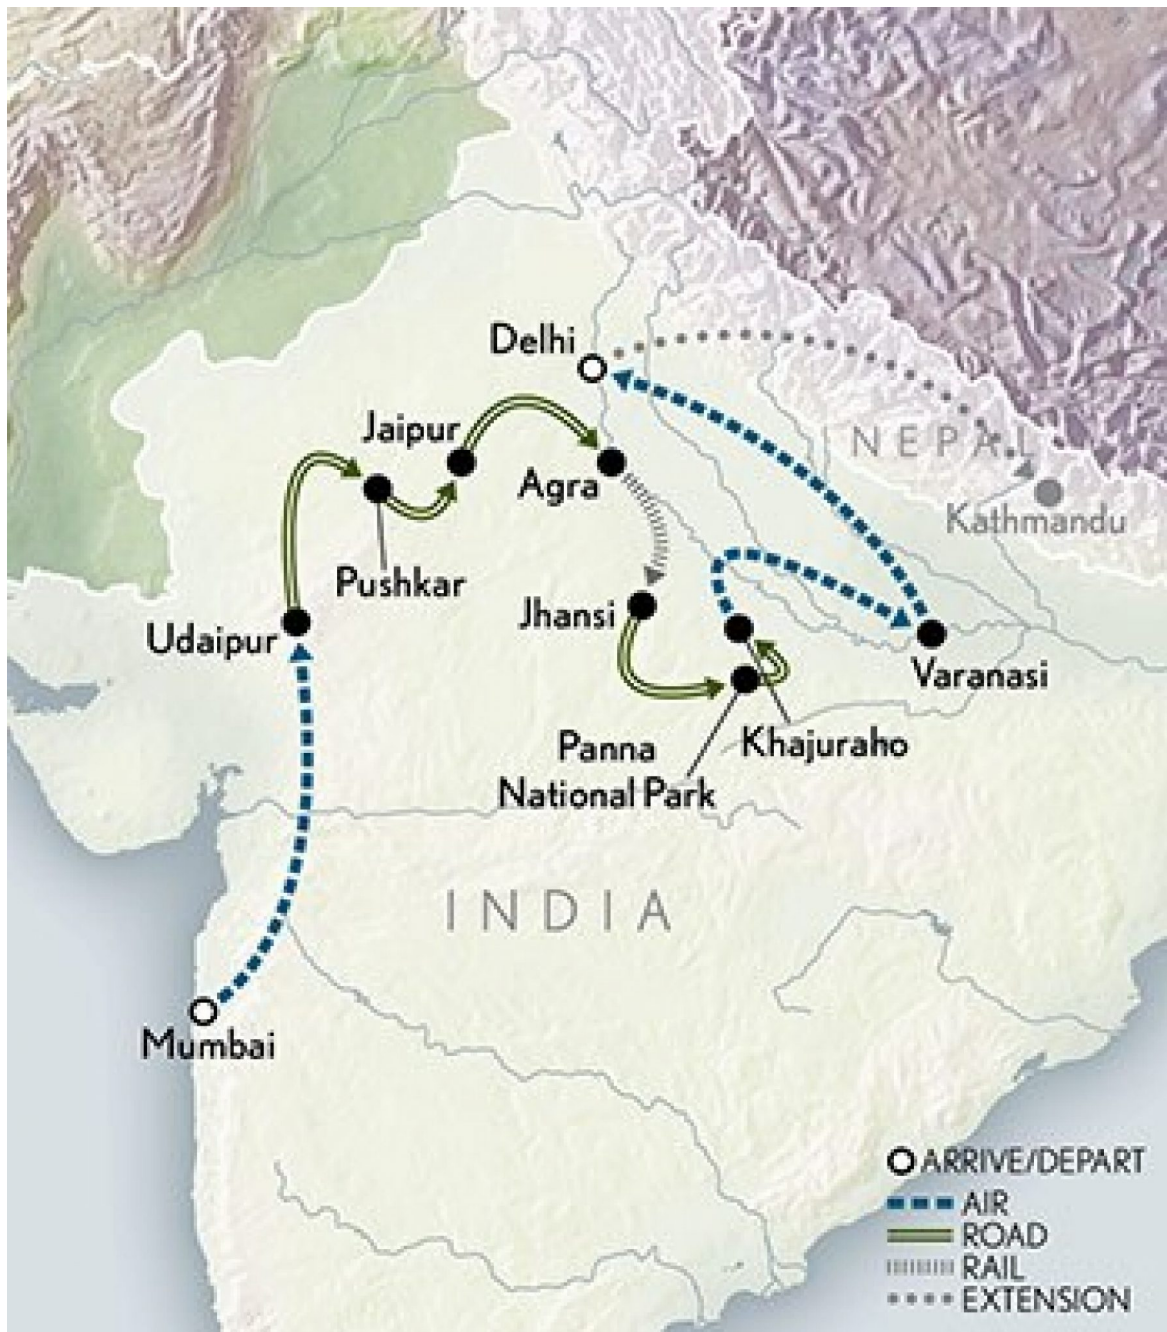 Delhi
Jaipur
NEPAL
Agra
Kathmandu
Pushkar
Jhansi
Udaipur
Varanasi
Panna
National Park
Khajuraho
INDIA
Mumbai
ARRIVE/DEPART
AIR
ROAD
RAIL
EXTENSION